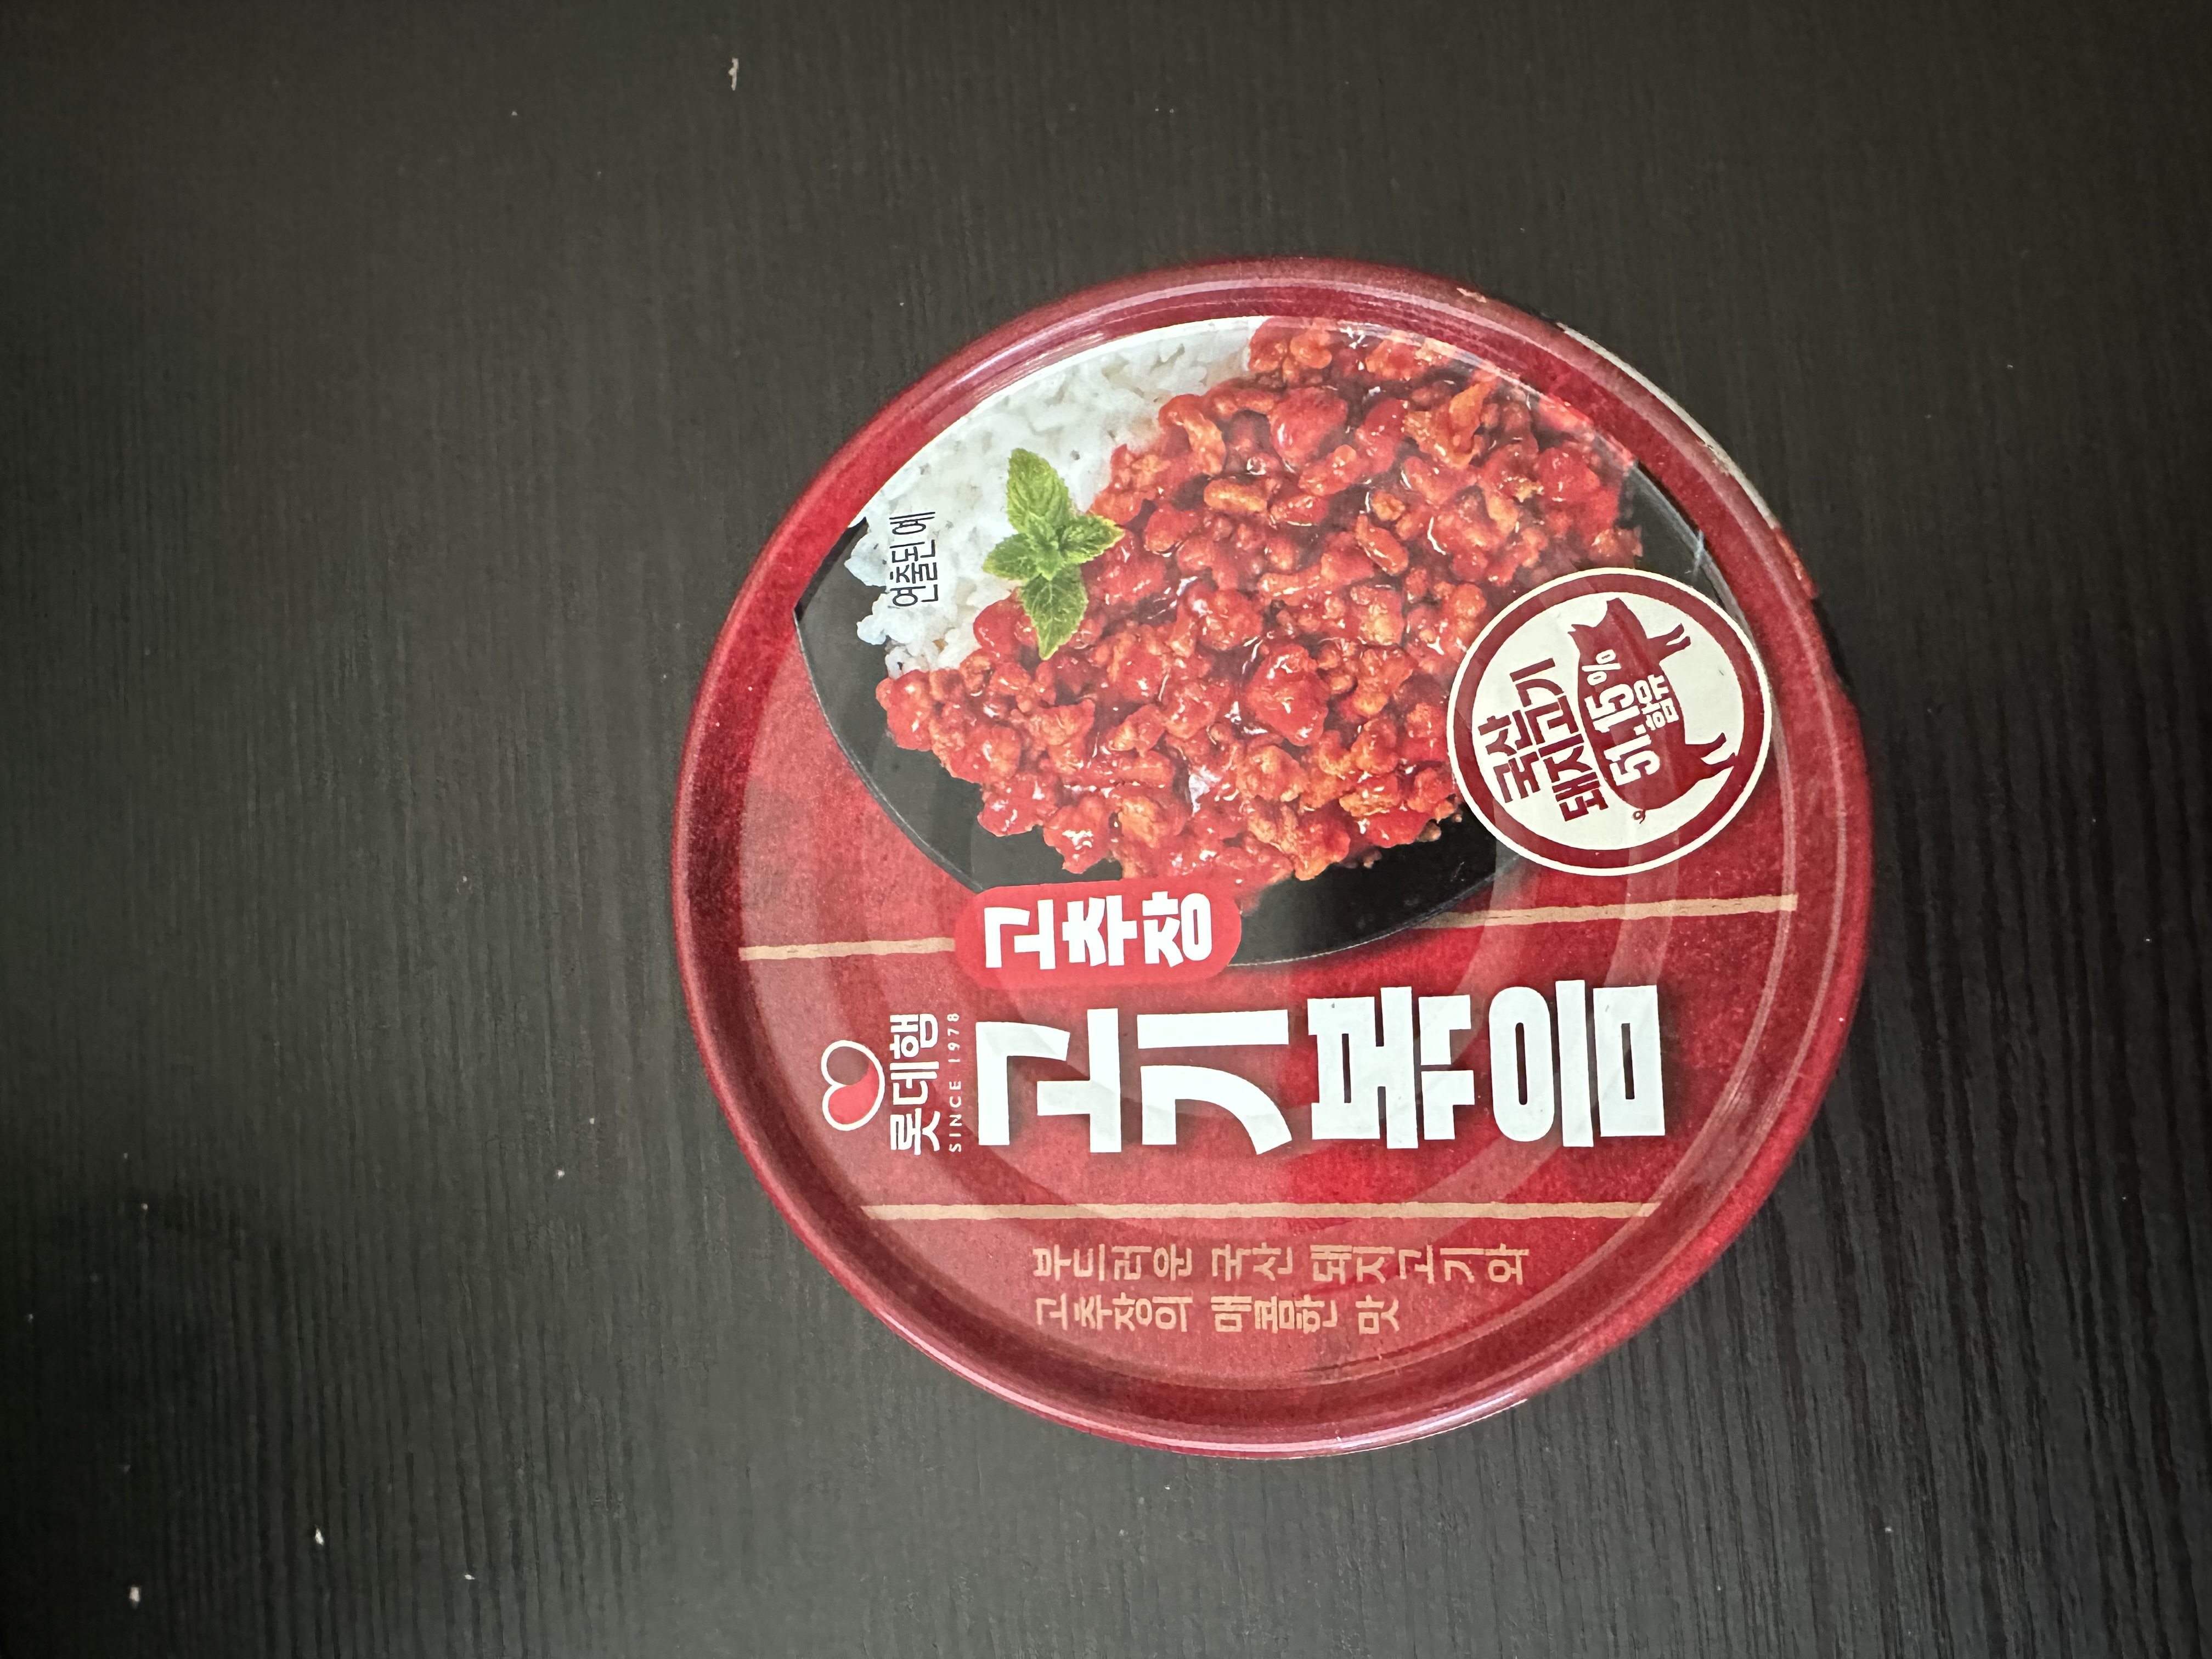 롯데햄
SINCE 1978
고추장
고기볶음
부드러운 국산 돼지고기와
고추장의 매콤한 맛
연출된 예
국산
돼지고기
51.15%
함유